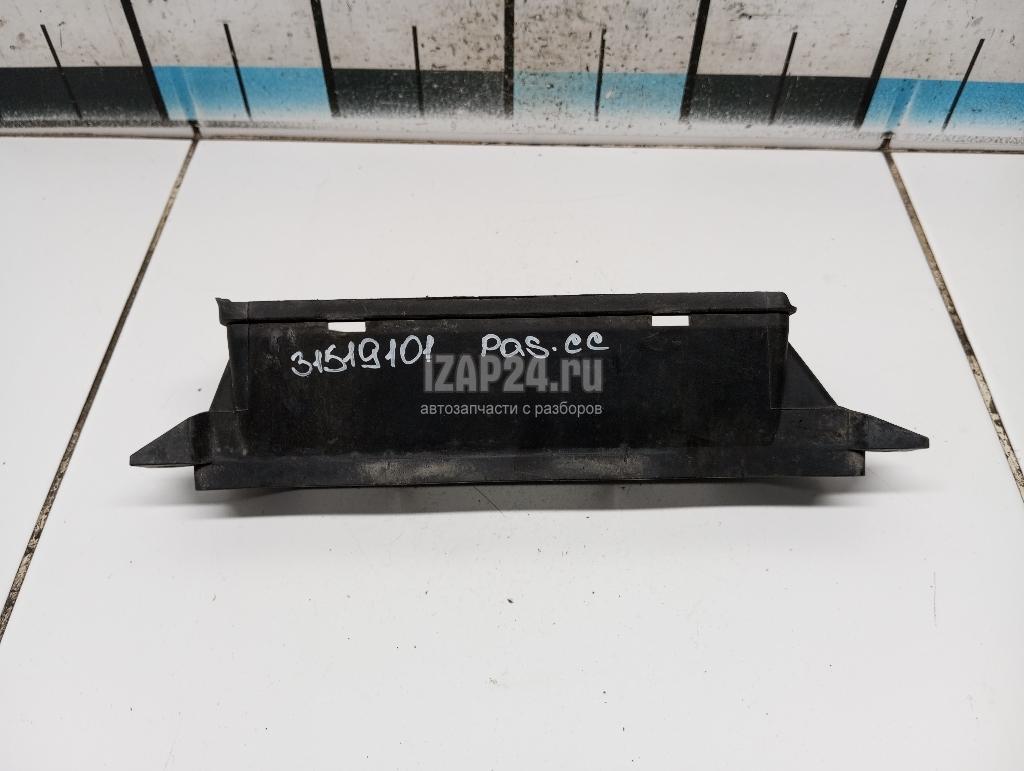 31519101 Pas.CC
IZAP24.ru
автозапчасти с разборов